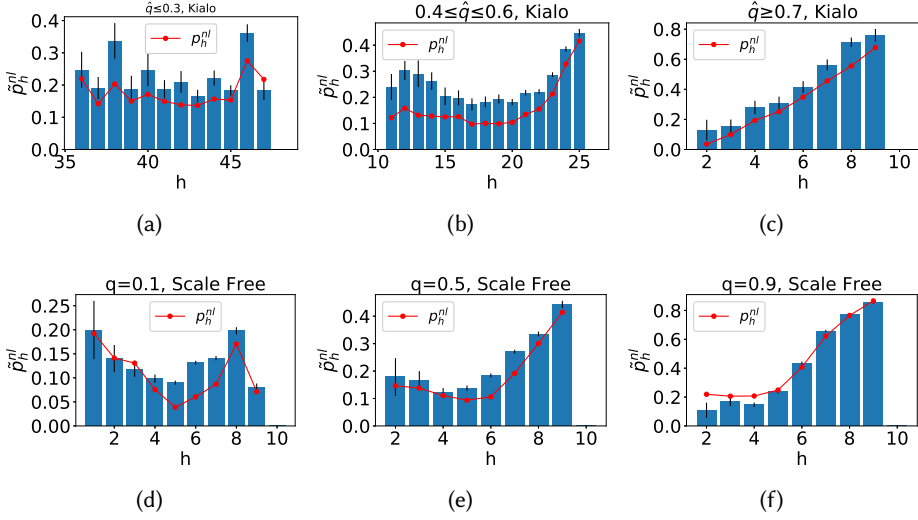 q̂≤0.3, Kialo
0.4
0.3
0.2
0.1
0.0
p̃_h^{nl}
p_h^{nl}
35 40 45
h
(a)
0.4≤q̂≤0.6, Kialo
0.4
0.3
0.2
0.1
0.0
p̃_h^{nl}
p_h^{nl}
10 15 20 25
h
(b)
q̂≥0.7, Kialo
0.8
0.6
0.4
0.2
0.0
p̃_h^{nl}
p_h^{nl}
2 4 6 8 10
h
(c)
q=0.1, Scale Free
0.25
0.20
0.15
0.10
0.05
0.00
p̃_h^{nl}
p_h^{nl}
2 4 6 8 10
h
(d)
q=0.5, Scale Free
0.4
0.3
0.2
0.1
0.0
p̃_h^{nl}
p_h^{nl}
2 4 6 8 10
h
(e)
q=0.9, Scale Free
0.8
0.6
0.4
0.2
0.0
p̃_h^{nl}
p_h^{nl}
2 4 6 8 10
h
(f)